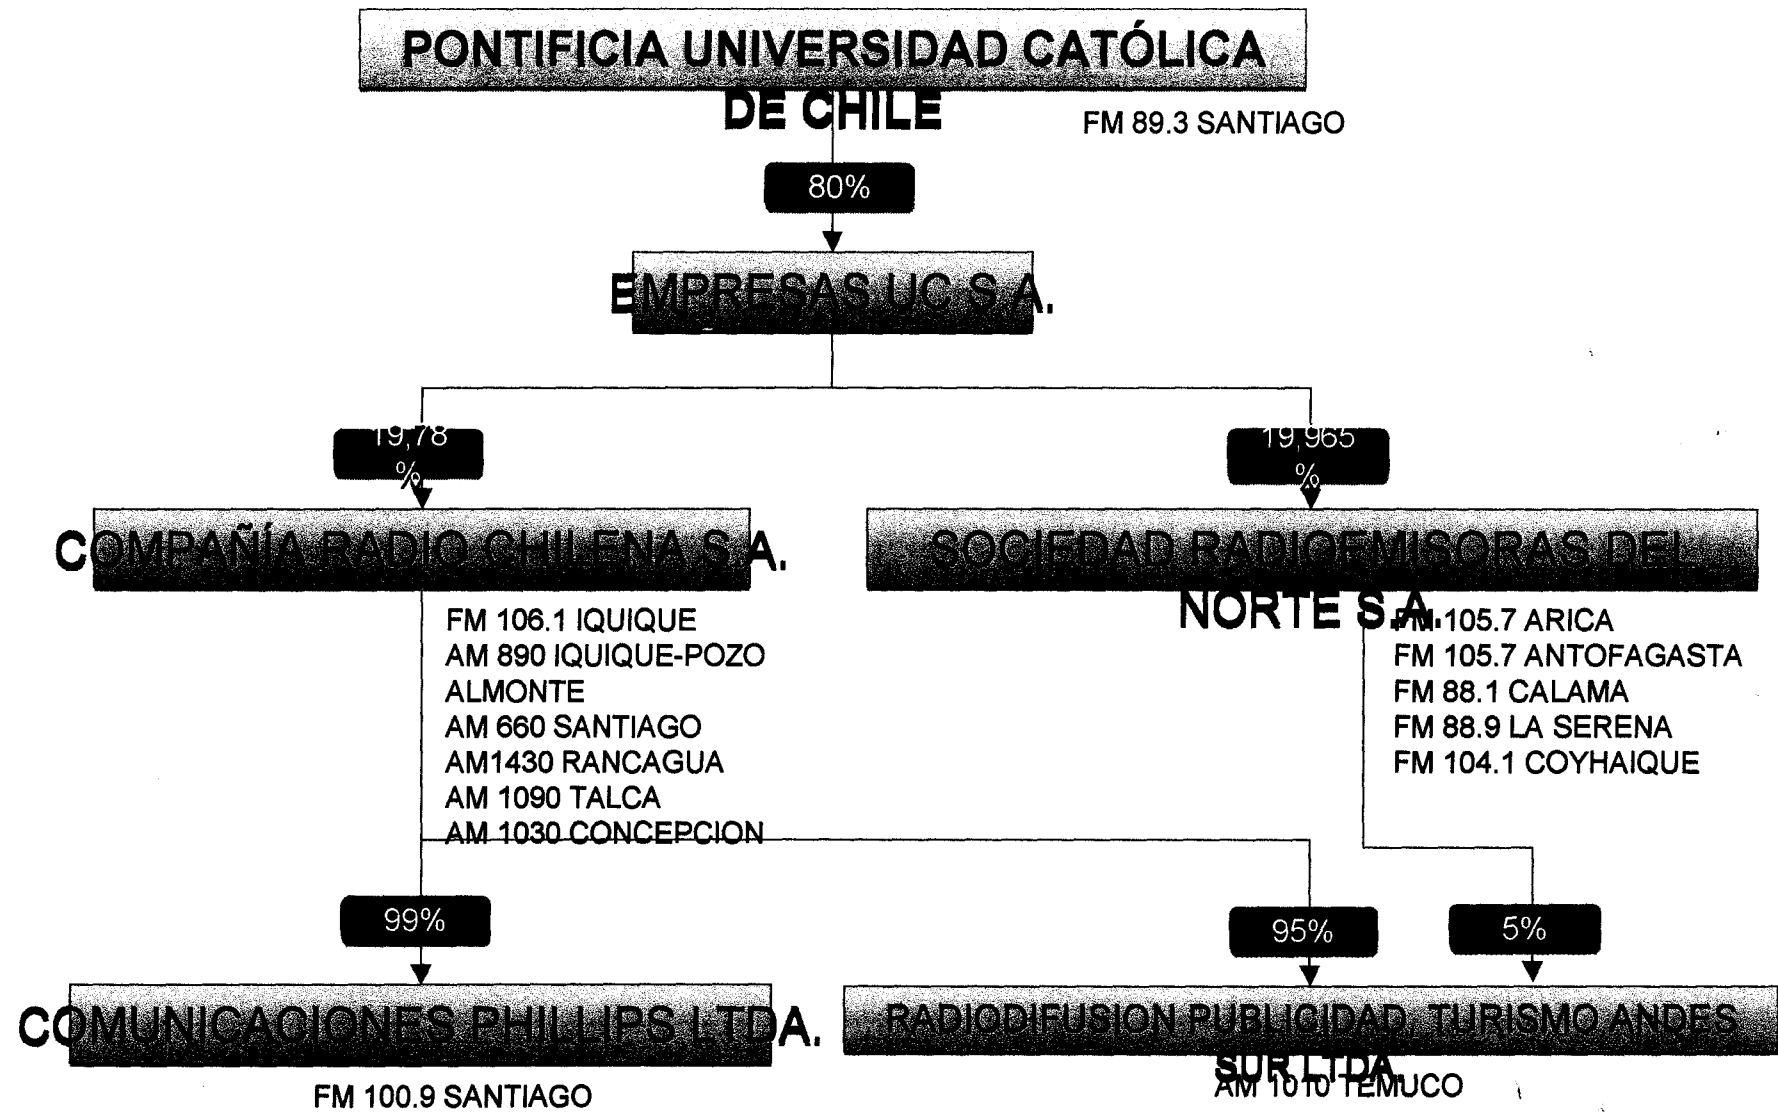 PONTIFICIA UNIVERSIDAD CATÓLICA
DE CHILE
FM 89.3 SANTIAGO
80%
EMPRESAS UC S.A.
19,78
%
19,965
%
COMPAÑÍA RADIO CHILENA S.A.
SOCIEDAD RADIOEMISORAS DEL
NORTE S.A.
FM 106.1 IQUIQUE
AM 890 IQUIQUE-POZO
ALMONTE
AM 660 SANTIAGO
AM1430 RANCAGUA
AM 1090 TALCA
AM 1030 CONCEPCION
FM 105.7 ARICA
FM 105.7 ANTOFAGASTA
FM 88.1 CALAMA
FM 88.9 LA SERENA
FM 104.1 COYHAIQUE
99%
95%
5%
COMUNICACIONES PHILLIPS LTDA.
FM 100.9 SANTIAGO
RADIODIFUSION PUBLICIDAD, TURISMO ANDES
SUR LTDA.
AM 1010 TEMUCO